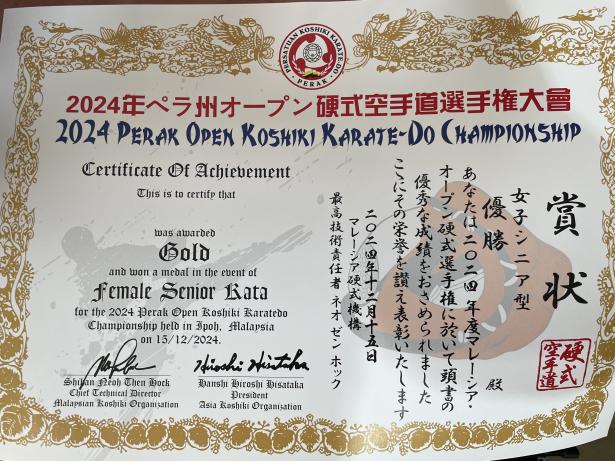 PERSATUAN KOSHIKI KARATE-DO
PERAK
2024年ペラ州オープン 硬式空手道選手権大會
2024 PERAK OPEN KOSHIKI KARATE-DO CHAMPIONSHIP
Certificate Of Achievement
This is to certify that
was awarded
Gold
and won a medal in the event of
Female Senior Kata
for the 2024 Perak Open Koshiki Karatedo
Championship held in Ipoh, Malaysia
on 15/12/2024.
Hiroshi Hisataka
Shihan Neoh Then Hock
Chief Technical Director
Malaysian Koshiki Organization
Hanshi Hiroshi Hisataka
President
Asia Koshiki Organization
賞状
女子シニア型
優勝
殿
あなたは二〇二四年度マレーシア・
オープン硬式選手権に於いて頭書の
優秀な成績をおさめられました
ここにその栄誉を讃え表彰いたします
二〇二四年十二月十五日
マレーシア硬式機構
最高技術責任者 ネオ ゼン ホック
硬式
空手道